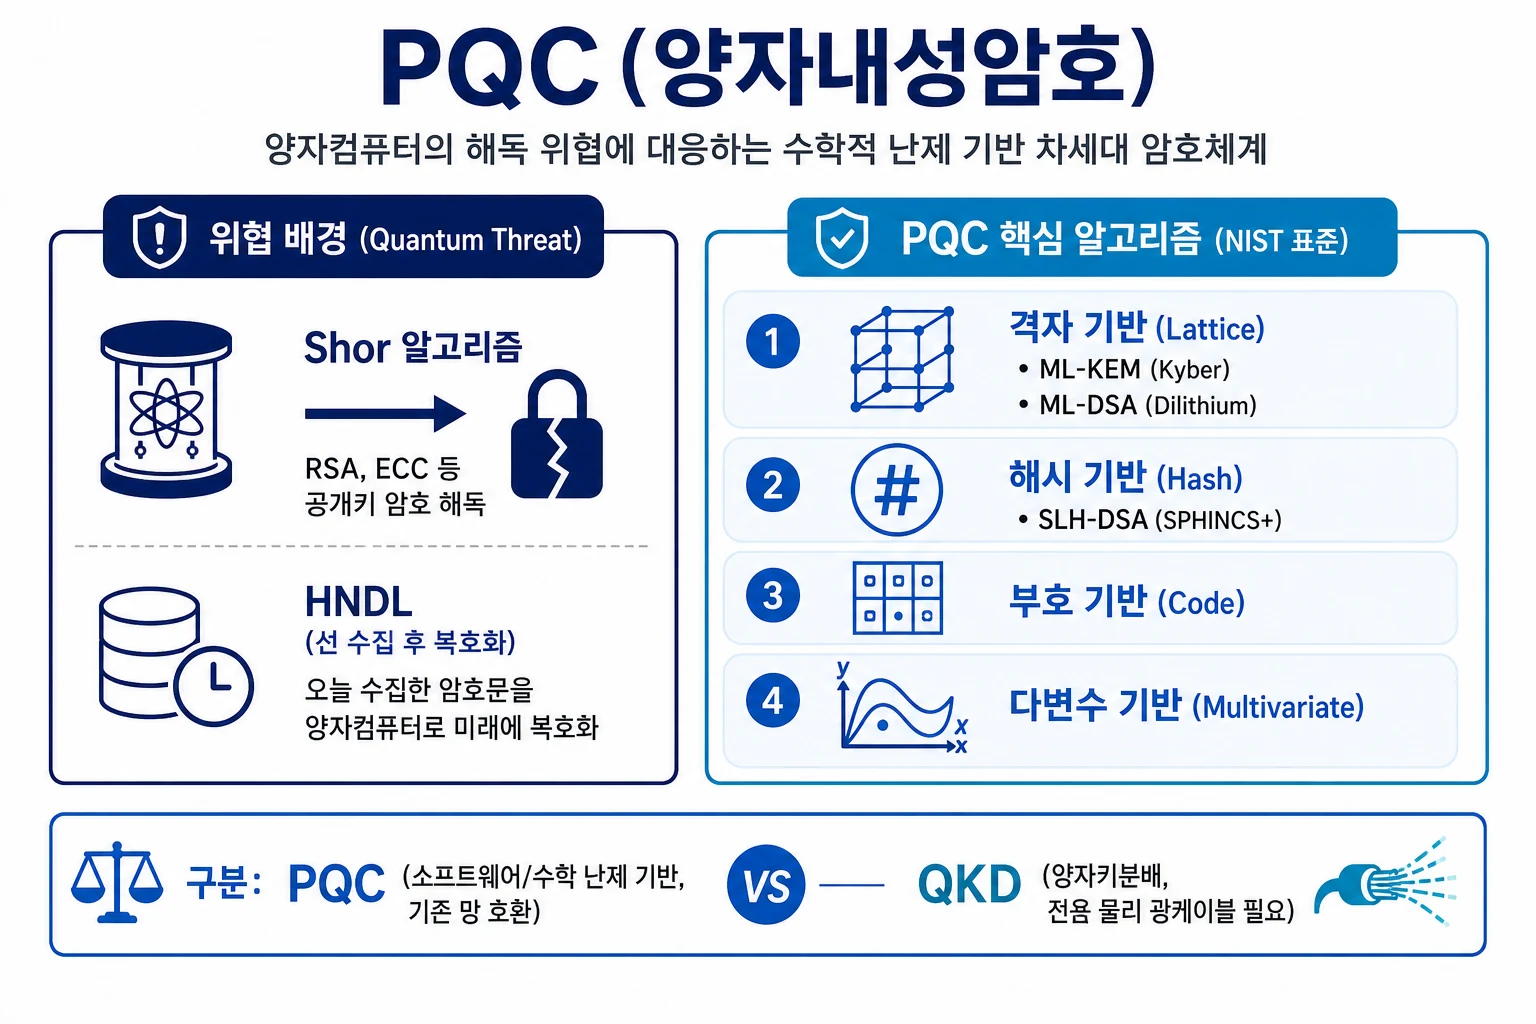 PQC (양자내성암호)
양자컴퓨터의 해독 위협에 대응하는 수학적 난제 기반 차세대 암호체계
위협 배경 (Quantum Threat)
Shor 알고리즘
RSA, ECC 등
공개키 암호 해독
HNDL
(선 수집 후 복호화)
오늘 수집한 암호문을
양자컴퓨터로 미래에 복호화
PQC 핵심 알고리즘 (NIST 표준)
1
격자 기반 (Lattice)
• ML-KEM (Kyber)
• ML-DSA (Dilithium)
2
#
해시 기반 (Hash)
• SLH-DSA (SPHINCS+)
3
부호 기반 (Code)
4
y
x
x
다변수 기반 (Multivariate)
구분: PQC (소프트웨어/수학 난제 기반,
기존 망 호환)
VS
QKD (양자키분배,
전용 물리 광케이블 필요)